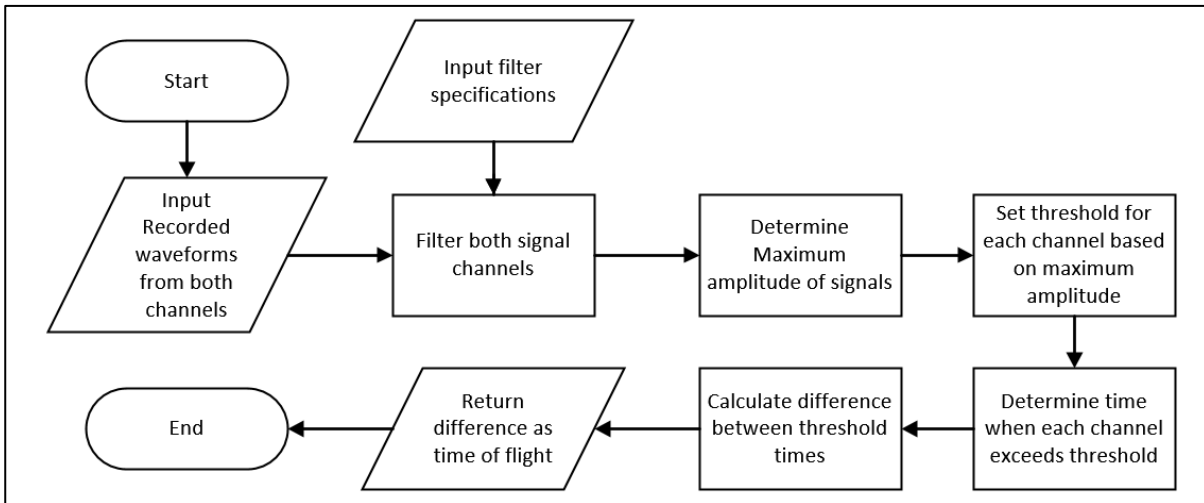 Start
Input filter
specifications
Input
Recorded
waveforms
from both
channels
Filter both signal
channels
Determine
Maximum
amplitude of signals
Set threshold for
each channel based
on maximum
amplitude
Determine time
when each channel
exceeds threshold
Calculate difference
between threshold
times
Return
difference as
time of flight
End